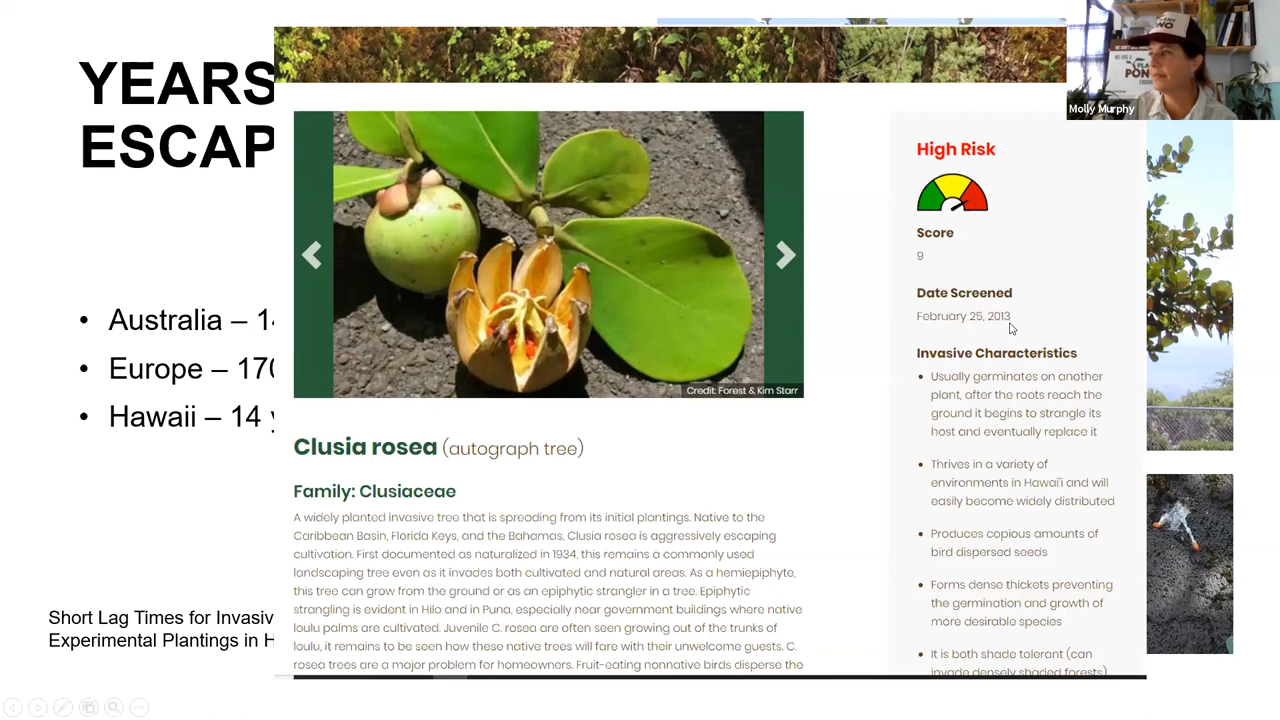 YEARS
ESCAP
• Australia – 14
• Europe – 170
• Hawaii – 14 y
Short Lag Times for Invasiv
Experimental Plantings in H
Credit: Forest & Kim Starr
Clusia rosea (autograph tree)
Family: Clusiaceae
A widely planted invasive tree that is spreading from its initial plantings. Native to the
Caribbean Basin, Florida Keys, and the Bahamas, Clusia rosea is aggressively escaping
cultivation. First documented as naturalized in 1934, this remains a commonly used
landscaping tree even as it invades both cultivated and natural areas. As a hemiepiphyte,
this tree can grow from the ground or as an epiphytic strangler in a tree. Epiphytic
strangling is evident in Hilo and in Puna, especially near government buildings where native
loulu palms are cultivated. Juvenile C. rosea are often seen growing out of the trunks of
loulu, it remains to be seen how these native trees will fare with their unwelcome guests. C.
rosea trees are a major problem for homeowners. Fruit-eating nonnative birds disperse the
High Risk
Score
9
Date Screened
February 25, 2013
Invasive Characteristics
• Usually germinates on another
plant, after the roots reach the
ground it begins to strangle its
host and eventually replace it
• Thrives in a variety of
environments in Hawai'i and will
easily become widely distributed
• Produces copious amounts of
bird dispersed seeds
• Forms dense thickets preventing
the germination and growth of
more desirable species
• It is both shade tolerant (can
invade densely shaded forests)
Molly Murphy